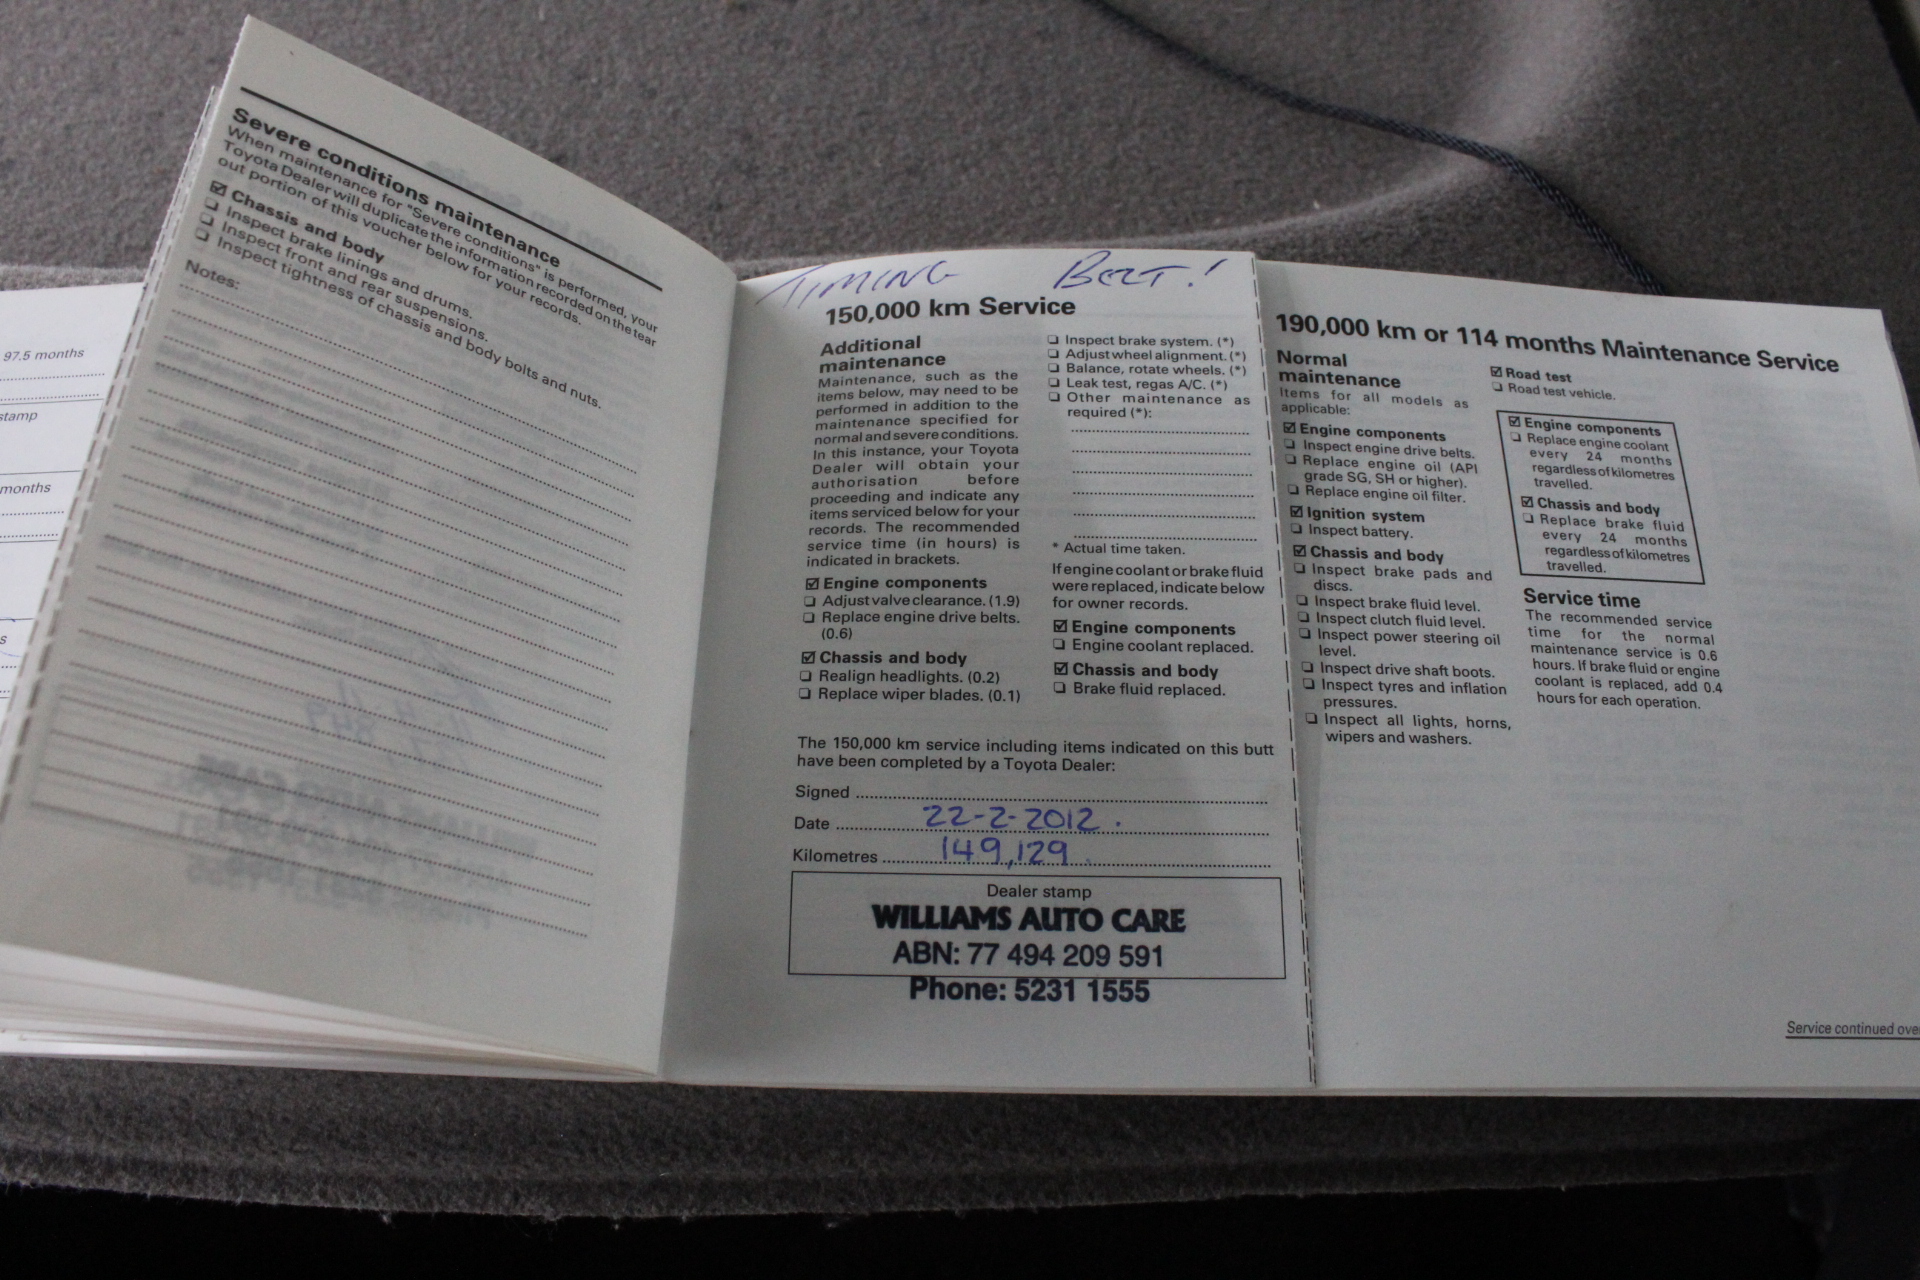 97.5 months
stamp
months
s
Severe conditions maintenance
When maintenance for "Severe conditions" is performed, your
Toyota Dealer will duplicate the information recorded on the tear
out portion of this voucher below for your records.
☑ Chassis and body
❏ Inspect brake linings and drums.
❏ Inspect front and rear suspensions.
❏ Inspect tightness of chassis and body bolts and nuts.
Notes:
TIMING BELT!
150,000 km Service
Additional
maintenance
Maintenance, such as the
items below, may need to be
performed in addition to the
maintenance specified for
normal and severe conditions.
In this instance, your Toyota
Dealer will obtain your
authorisation before
proceeding and indicate any
items serviced below for your
records. The recommended
service time (in hours) is
indicated in brackets.
☑ Engine components
❏ Adjust valve clearance. (1.9)
❏ Replace engine drive belts.
(0.6)
☑ Chassis and body
❏ Realign headlights. (0.2)
❏ Replace wiper blades. (0.1)
❏ Inspect brake system. (*)
❏ Adjust wheel alignment. (*)
❏ Balance, rotate wheels. (*)
❏ Leak test, regas A/C. (*)
❏ Other maintenance as
required (*):
* Actual time taken.
If engine coolant or brake fluid
were replaced, indicate below
for owner records.
☑ Engine components
❏ Engine coolant replaced.
☑ Chassis and body
❏ Brake fluid replaced.
The 150,000 km service including items indicated on this butt
have been completed by a Toyota Dealer:
Signed
Date 22-2-2012.
Kilometres 149,129.
Dealer stamp
WILLIAMS AUTO CARE
ABN: 77 494 209 591
Phone: 5231 1555
190,000 km or 114 months Maintenance Service
Normal
maintenance
Items for all models as
applicable:
☑ Engine components
❏ Inspect engine drive belts.
❏ Replace engine oil (API
grade SG, SH or higher).
❏ Replace engine oil filter.
☑ Ignition system
❏ Inspect battery.
☑ Chassis and body
❏ Inspect brake pads and
discs.
❏ Inspect brake fluid level.
❏ Inspect clutch fluid level.
❏ Inspect power steering oil
level.
❏ Inspect drive shaft boots.
❏ Inspect tyres and inflation
pressures.
❏ Inspect all lights, horns,
wipers and washers.
☑ Road test
❏ Road test vehicle.
☑ Engine components
❏ Replace engine coolant
every 24 months
regardless of kilometres
travelled.
☑ Chassis and body
❏ Replace brake fluid
every 24 months
regardless of kilometres
travelled.
Service time
The recommended service
time for the normal
maintenance service is 0.6
hours. If brake fluid or engine
coolant is replaced, add 0.4
hours for each operation.
Service continued over